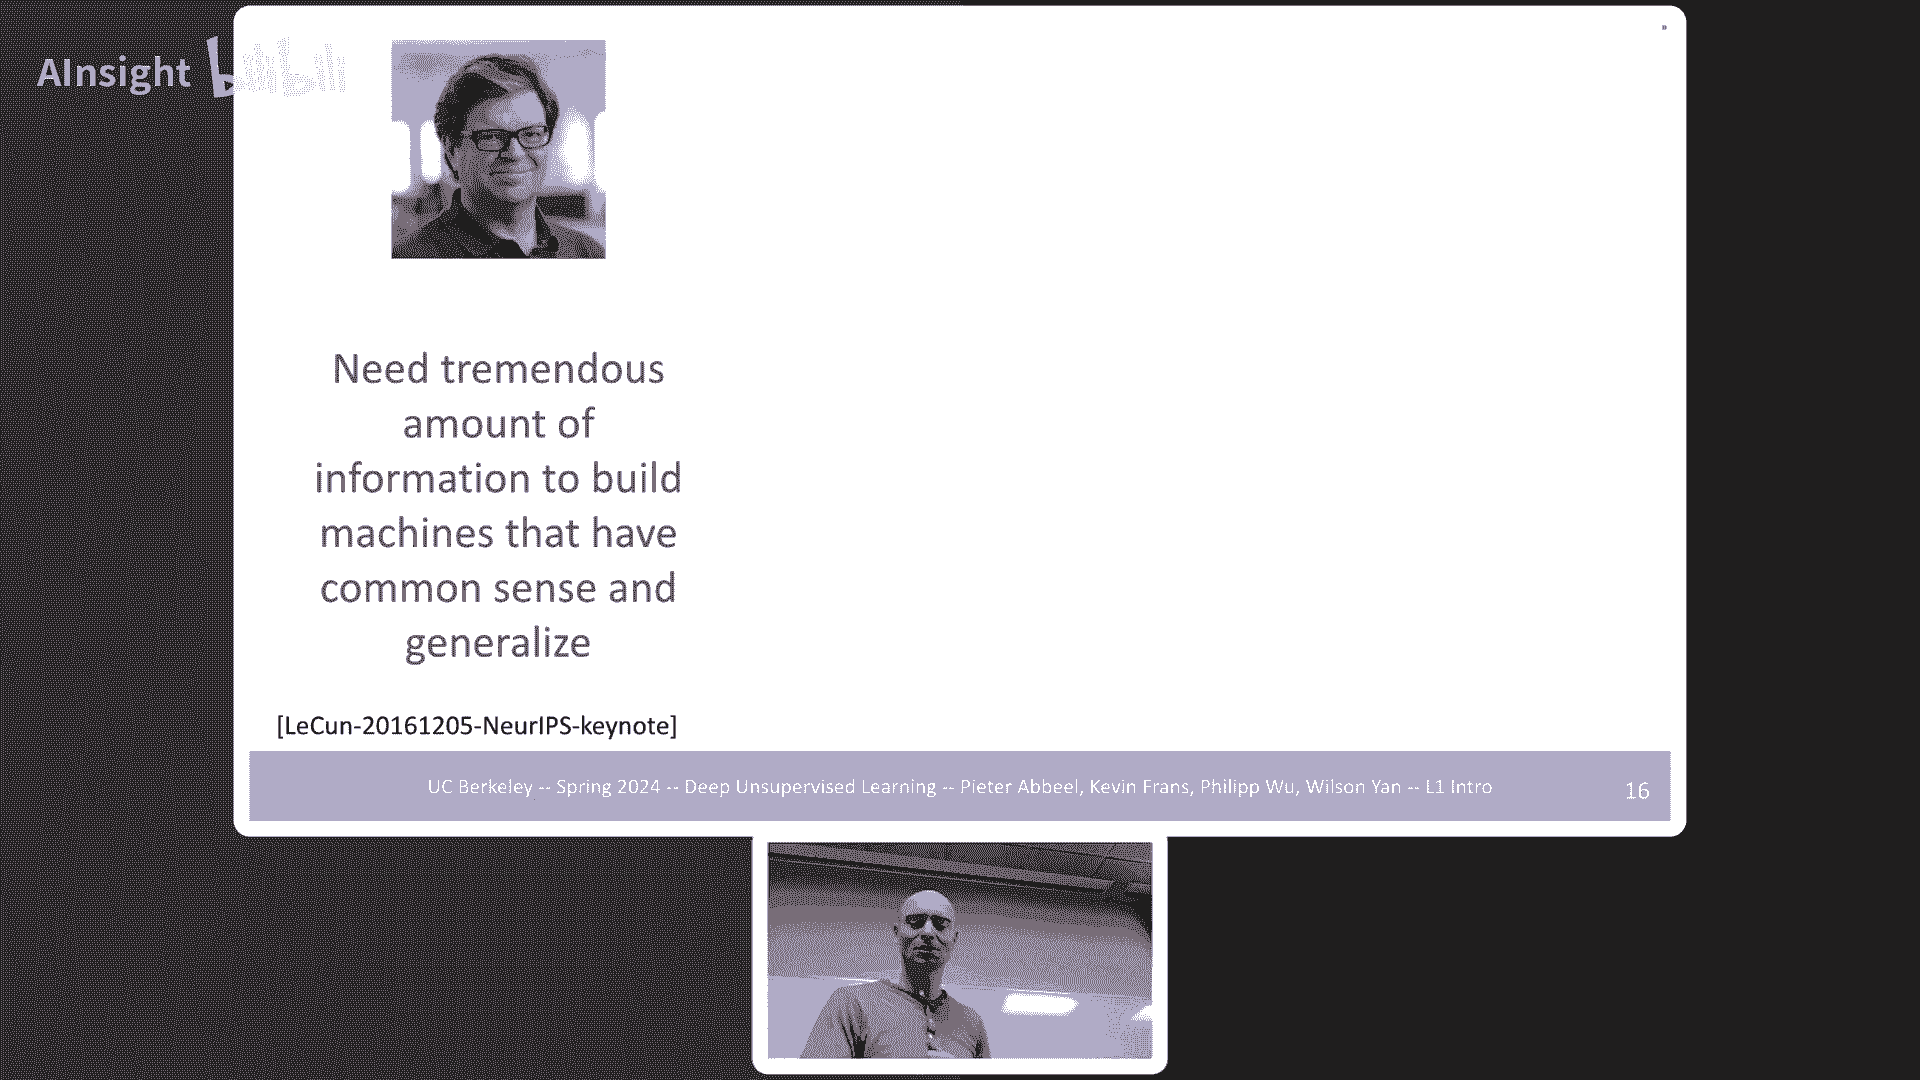 AInsight bilibili
Need tremendous
amount of
information to build
machines that have
common sense and
generalize
[LeCun-20161205-NeurIPS-keynote]
UC Berkeley -- Spring 2024 -- Deep Unsupervised Learning -- Pieter Abbeel, Kevin Frans, Philipp Wu, Wilson Yan -- L1 Intro
16